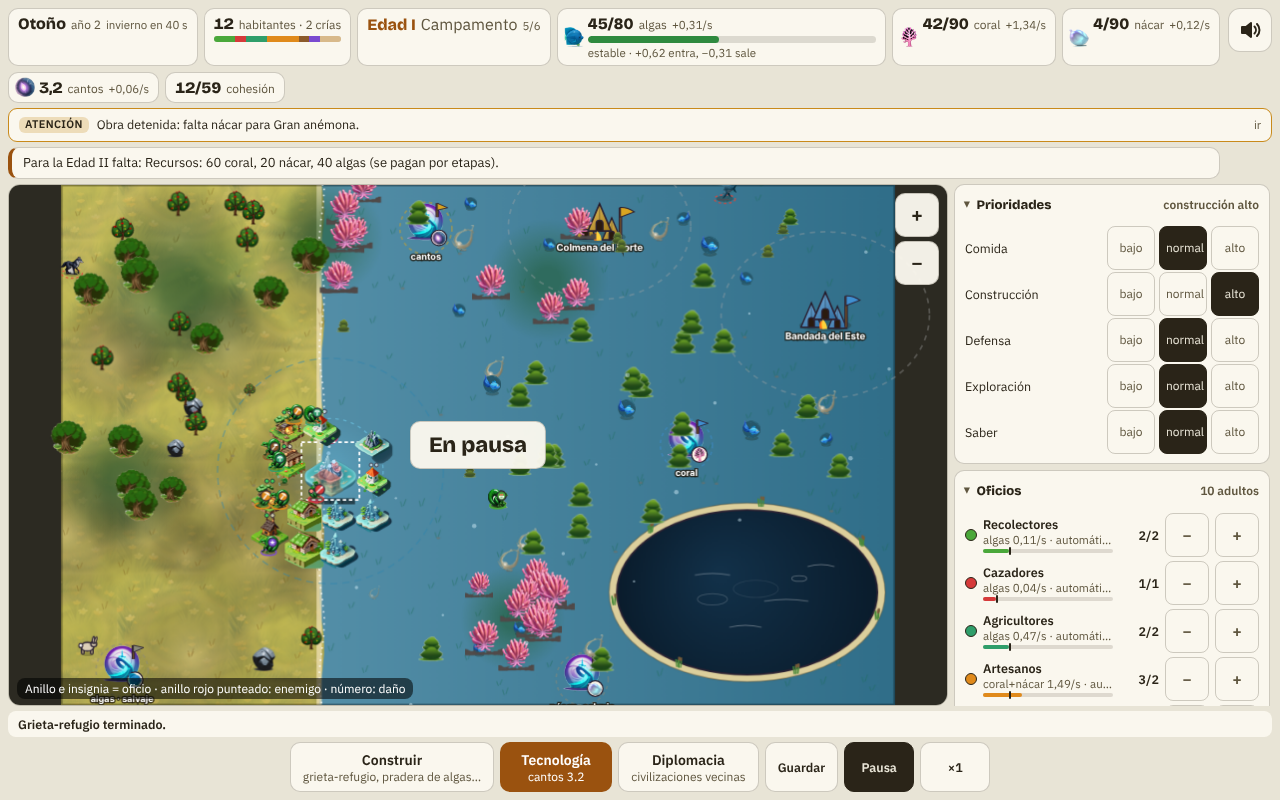 Otoño año 2 invierno en 40 s
12 habitantes · 2 crías
Edad I Campamento 5/6
45/80 algas +0,31/s
estable · +0,62 entra, −0,31 sale
42/90 coral +1,34/s
4/90 nácar +0,12/s
3,2 cantos +0,06/s
12/59 cohesión
ATENCIÓN Obra detenida: falta nácar para Gran anémona. ir
Para la Edad II falta: Recursos: 60 coral, 20 nácar, 40 algas (se pagan por etapas).
cantos
Colmena del Norte
Bandada del Este
En pausa
coral
Anillo e insignia = oficio · anillo rojo punteado: enemigo · número: daño
+
−
Prioridades construcción alto
Comida bajo normal alto
Construcción bajo normal alto
Defensa bajo normal alto
Exploración bajo normal alto
Saber bajo normal alto
Oficios 10 adultos
Recolectores
algas 0,11/s · automáti... 2/2 − +
Cazadores
algas 0,04/s · automáti... 1/1 − +
Agricultores
algas 0,47/s · automáti... 2/2 − +
Artesanos
coral+nácar 1,49/s · au... 3/2 − +
Grieta-refugio terminado.
Construir
grieta-refugio, pradera de algas...
Tecnología
cantos 3.2
Diplomacia
civilizaciones vecinas
Guardar
Pausa
×1